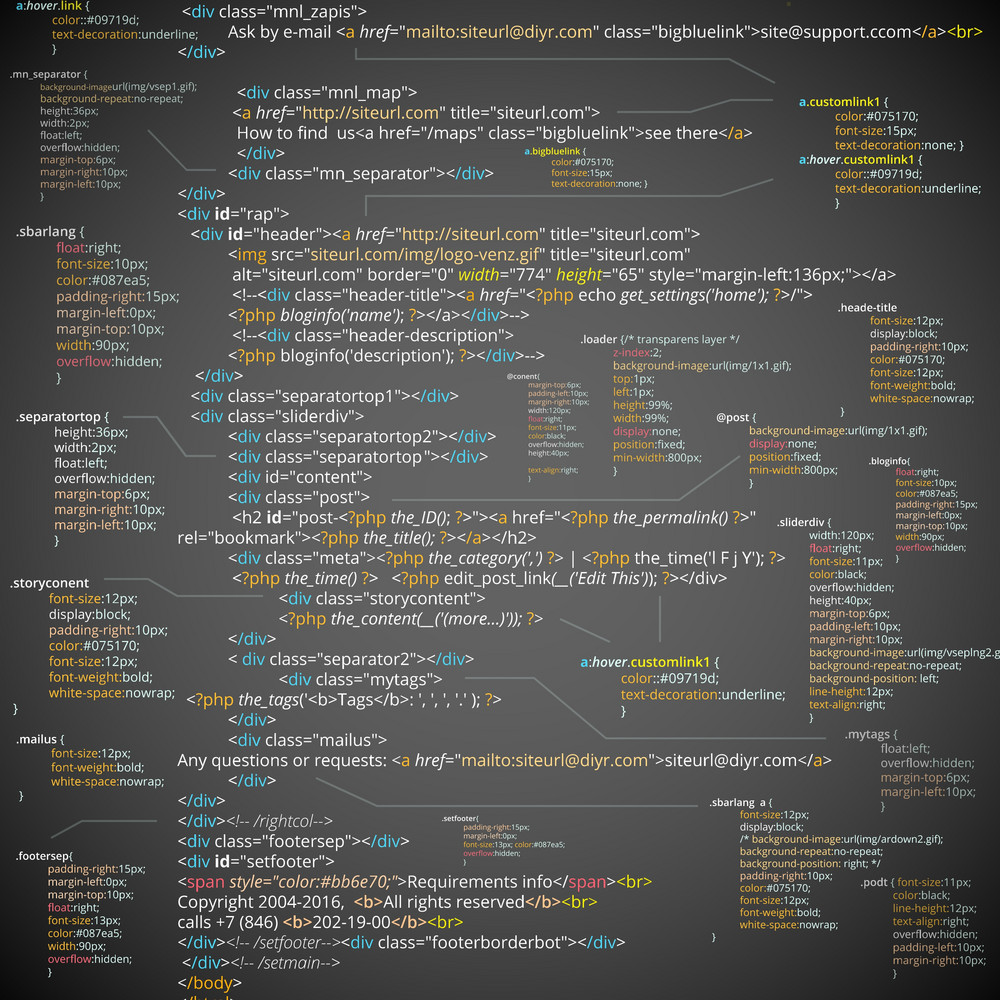 a:hover.link {
color::#09719d;
text-decoration:underline;
}
<div class="mnl_zapis">
Ask by e-mail <a href="mailto:siteurl@diyr.com" class="bigbluelink">site@support.ccom</a><br>
</div>
.mn_separator {
background-imageurl(img/vsep1.gif);
background-repeat:no-repeat;
height:36px;
width:2px;
float:left;
overflow:hidden;
margin-top:6px;
margin-right:10px;
margin-left:10px;
}
<div class="mnl_map">
<a href="http://siteurl.com" title="siteurl.com">
How to find us<a href="/maps" class="bigbluelink">see there</a>
</div>
<div class="mn_separator"></div>
</div>
a.bigbluelink {
color:#075170;
font-size:15px;
text-decoration:none; }
a.customlink1 {
color:#075170;
font-size:15px;
text-decoration:none; }
a:hover.customlink1 {
color::#09719d;
text-decoration:underline;
}
<div id="rap">
<div id="header"><a href="http://siteurl.com" title="siteurl.com">
<img src="siteurl.com/img/logo-venz.gif" title="siteurl.com"
alt="siteurl.com" border="0" width="774" height="65" style="margin-left:136px;"></a>
<!--<div class="header-title"><a href="<?php echo get_settings('home'); ?>/">
<?php bloginfo('name'); ?></a></div>-->
<!--<div class="header-description">
<?php bloginfo('description'); ?></div>-->
</div>
<div class="separatortop1"></div>
<div class="sliderdiv">
<div class="separatortop2"></div>
<div class="separatortop"></div>
<div id="content">
<div class="post">
<h2 id="post-<?php the_ID(); ?>"><a href="<?php the_permalink() ?>"
rel="bookmark"><?php the_title(); ?></a></h2>
<div class="meta"><?php the_category(',') ?> | <?php the_time('l F j Y'); ?>
<?php the_time() ?> <?php edit_post_link(__('Edit This')); ?></div>
<div class="storycontent">
<?php the_content(__('(more...)')); ?>
</div>
< div class="separator2"></div>
<div class="mytags">
<?php the_tags('<b>Tags</b>: ', ', ', '.' ); ?>
</div>
<div class="mailus">
Any questions or requests: <a href="mailto:siteurl@diyr.com">siteurl@diyr.com</a>
</div>
</div>
</div><!-- /rightcol-->
<div class="footersep"></div>
<div id="setfooter">
<span style="color:#bb6e70;">Requirements info</span><br>
Copyright 2004-2016, <b>All rights reserved</b><br>
calls +7 (846) <b>202-19-00</b><br>
</div><!-- /setfooter--><div class="footerborderbot"></div>
</div><!-- /setmain-->
</body>
.sbarlang {
float:right;
font-size:10px;
color:#087ea5;
padding-right:15px;
margin-left:0px;
margin-top:10px;
width:90px;
overflow:hidden;
}
.separatortop {
height:36px;
width:2px;
float:left;
overflow:hidden;
margin-top:6px;
margin-right:10px;
margin-left:10px;
}
.storyconent
font-size:12px;
display:block;
padding-right:10px;
color:#075170;
font-size:12px;
font-weight:bold;
white-space:nowrap;
}
.mailus {
font-size:12px;
font-weight:bold;
white-space:nowrap;
}
.footersep{
padding-right:15px;
margin-left:0px;
margin-top:10px;
float:right;
font-size:13px;
color:#087ea5;
width:90px;
overflow:hidden;
}
@conent{
margin-top:6px;
padding-left:10px;
margin-right:10px;
width:120px;
float:right;
font-size:11px;
color:black;
overflow:hidden;
height:40px;
text-align:right;
}
.loader {/* transparens layer */
z-index:2;
background-image:url(img/1x1.gif);
top:1px;
left:1px;
height:99%;
width:99%;
display:none;
position:fixed;
min-width:800px;
}
@post {
background-image:url(img/1x1.gif);
display:none;
position:fixed;
min-width:800px;
}
.heade-title
font-size:12px;
display:block;
padding-right:10px;
color:#075170;
font-size:12px;
font-weight:bold;
white-space:nowrap;
}
.bloginfo{
float:right;
font-size:10px;
color:#087ea5;
padding-right:15px;
margin-left:0px;
margin-top:10px;
width:90px;
overflow:hidden;
}
.sliderdiv {
width:120px;
float:right;
font-size:11px;
color:black;
overflow:hidden;
height:40px;
margin-top:6px;
padding-left:10px;
margin-right:10px;
background-image:url(img/vseplng2.g
background-repeat:no-repeat;
background-position: left;
line-height:12px;
text-align:right;
}
a:hover.customlink1 {
color::#09719d;
text-decoration:underline;
}
.mytags {
float:left;
overflow:hidden;
margin-top:6px;
margin-left:10px;
}
.setfooter{
padding-right:15px;
margin-left:0px;
font-size:13px; color:#087ea5;
overflow:hidden;
}
.sbarlang a{
font-size:12px;
display:block;
/* background-image:url(img/ardown2.gif);
background-repeat:no-repeat;
background-position: right; */
padding-right:10px;
color:#075170;
font-size:12px;
font-weight:bold;
white-space:nowrap;
}
.podt { font-size:11px;
color:black;
line-height:12px;
text-align:right;
overflow:hidden;
padding-left:10px;
margin-right:10px;
}